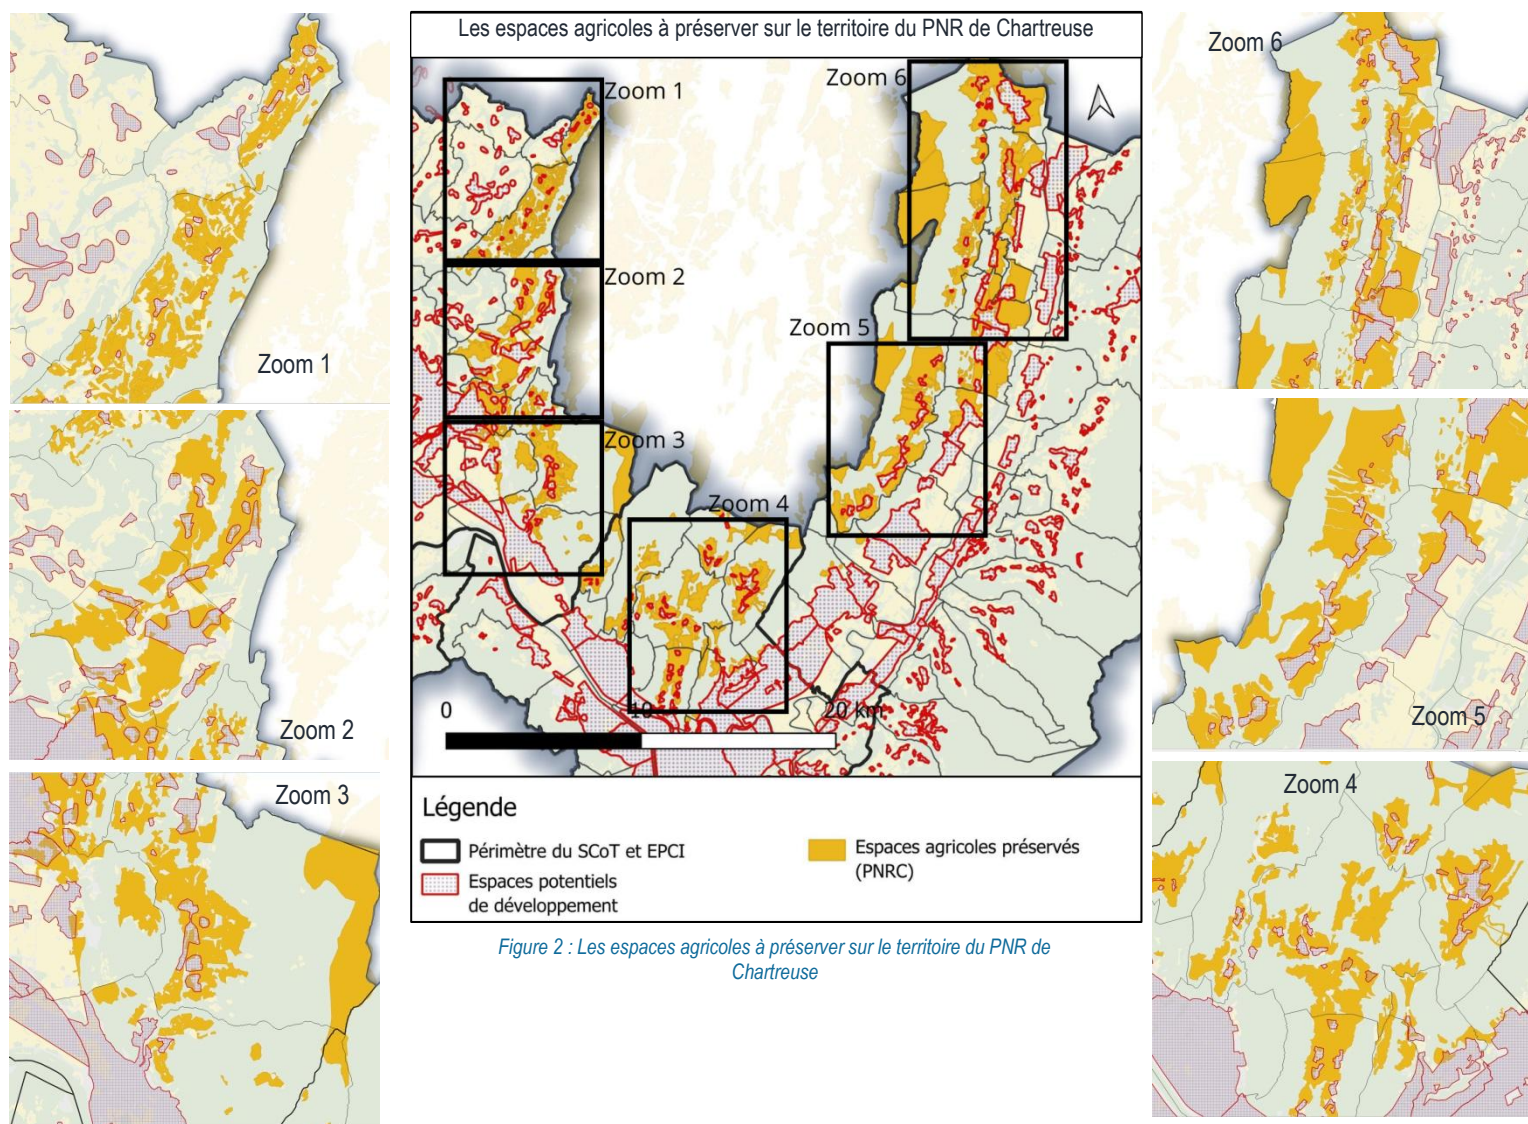 Les espaces agricoles à préserver sur le territoire du PNR de Chartreuse
Zoom 1
Zoom 2
Zoom 3
Zoom 4
Zoom 5
Zoom 6
0
10
20 km
Légende
Périmètre du SCoT et EPCI
Espaces potentiels
de développement
Espaces agricoles préservés
(PNRC)
Figure 2 : Les espaces agricoles à préserver sur le territoire du PNR de
Chartreuse
Zoom 1
Zoom 2
Zoom 3
Zoom 6
Zoom 5
Zoom 4